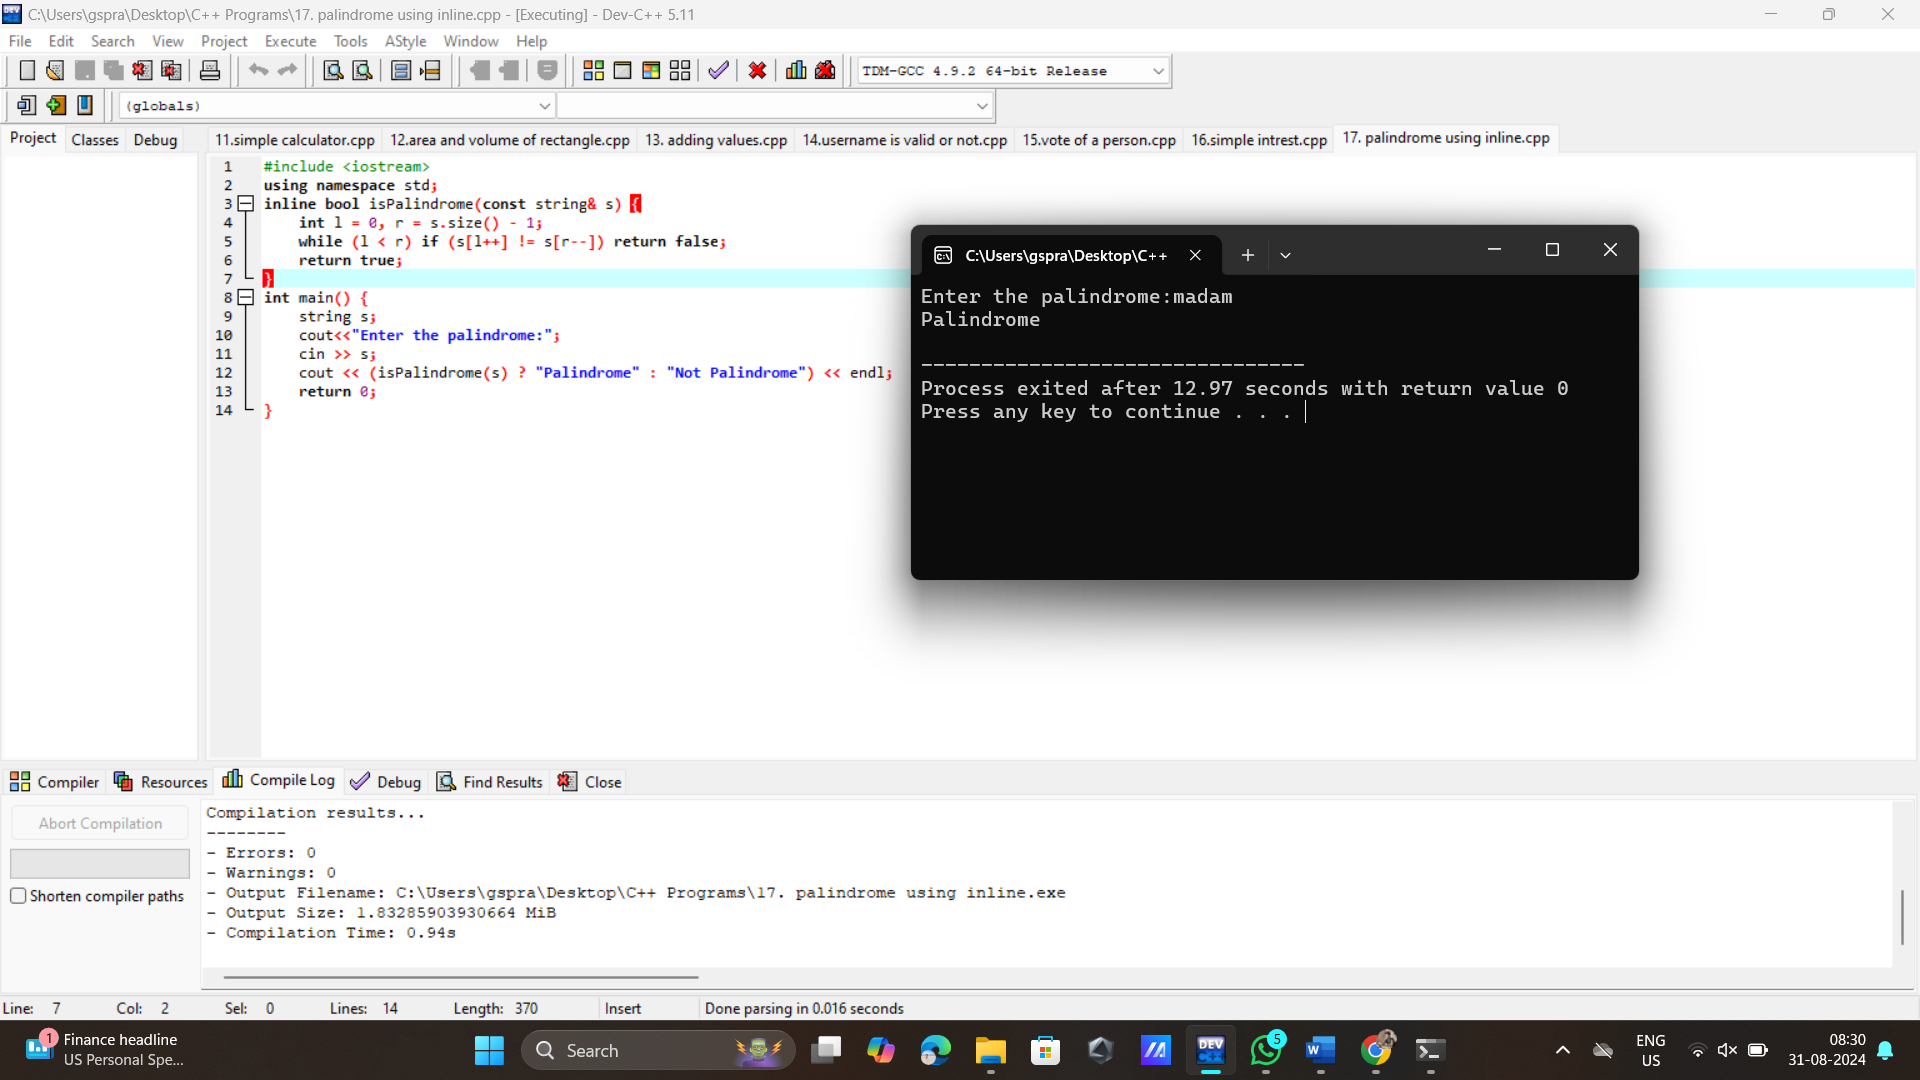 C:\Users\gspra\Desktop\C++ Programs\17. palindrome using inline.cpp - [Executing] - Dev-C++ 5.11
File Edit Search View Project Execute Tools AStyle Window Help
TDM-GCC 4.9.2 64-bit Release
(globals)
Project Classes Debug
11.simple calculator.cpp 12.area and volume of rectangle.cpp 13. adding values.cpp 14.username is valid or not.cpp 15.vote of a person.cpp 16.simple intrest.cpp 17. palindrome using inline.cpp
1 #include <iostream>
2 using namespace std;
3 inline bool isPalindrome(const string& s) {
4 int l = 0, r = s.size() - 1;
5 while (l < r) if (s[l++] != s[r--]) return false;
6 return true;
7 }
8 int main() {
9 string s;
10 cout<<"Enter the palindrome:";
11 cin >> s;
12 cout << (isPalindrome(s) ? "Palindrome" : "Not Palindrome") << endl;
13 return 0;
14 }
C:\Users\gspra\Desktop\C++
Enter the palindrome:madam
Palindrome
--------------------------------
Process exited after 12.97 seconds with return value 0
Press any key to continue . . .
Compiler Resources Compile Log Debug Find Results Close
Abort Compilation
Shorten compiler paths
Compilation results...
--------
- Errors: 0
- Warnings: 0
- Output Filename: C:\Users\gspra\Desktop\C++ Programs\17. palindrome using inline.exe
- Output Size: 1.83285903930664 MiB
- Compilation Time: 0.94s
Line: 7 Col: 2 Sel: 0 Lines: 14 Length: 370 Insert Done parsing in 0.016 seconds
1
Finance headline
US Personal Spe...
Search
DEV
C++
5
W
ENG
US
08:30
31-08-2024